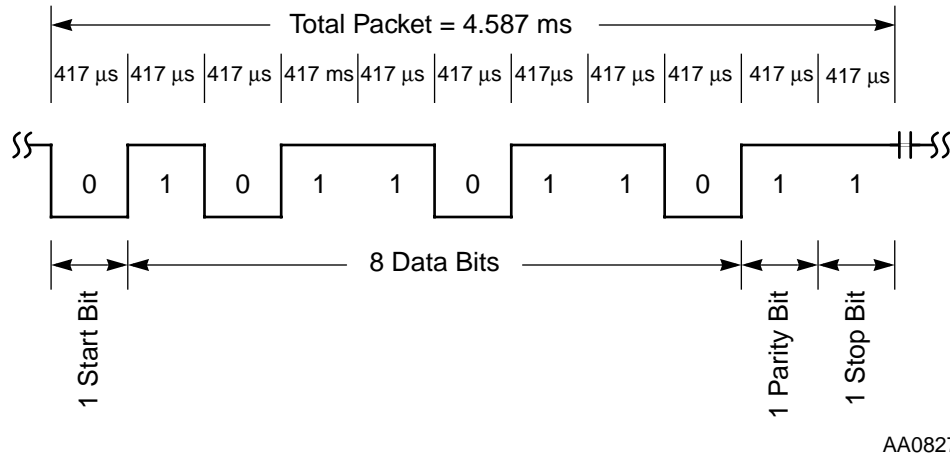 Total Packet = 4.587 ms
417 μs 417 μs 417 μs 417 ms 417 μs 417 μs 417μs 417 μs 417 μs 417 μs 417 μs
0 1 0 1 1 0 1 1 0 1 1
8 Data Bits
1 Start Bit
1 Parity Bit
1 Stop Bit
AA0827